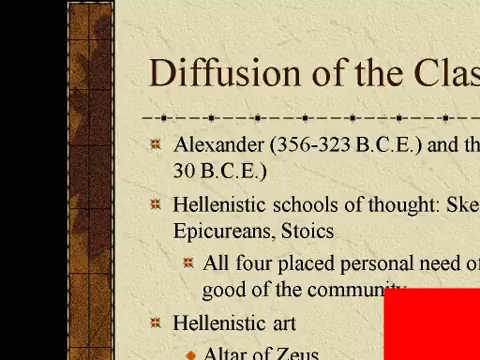 Diffusion of the Clas
Alexander (356-323 B.C.E.) and th
30 B.C.E.)
Hellenistic schools of thought: Ske
Epicureans, Stoics
All four placed personal need of
good of the community
Hellenistic art
Altar of Zeus